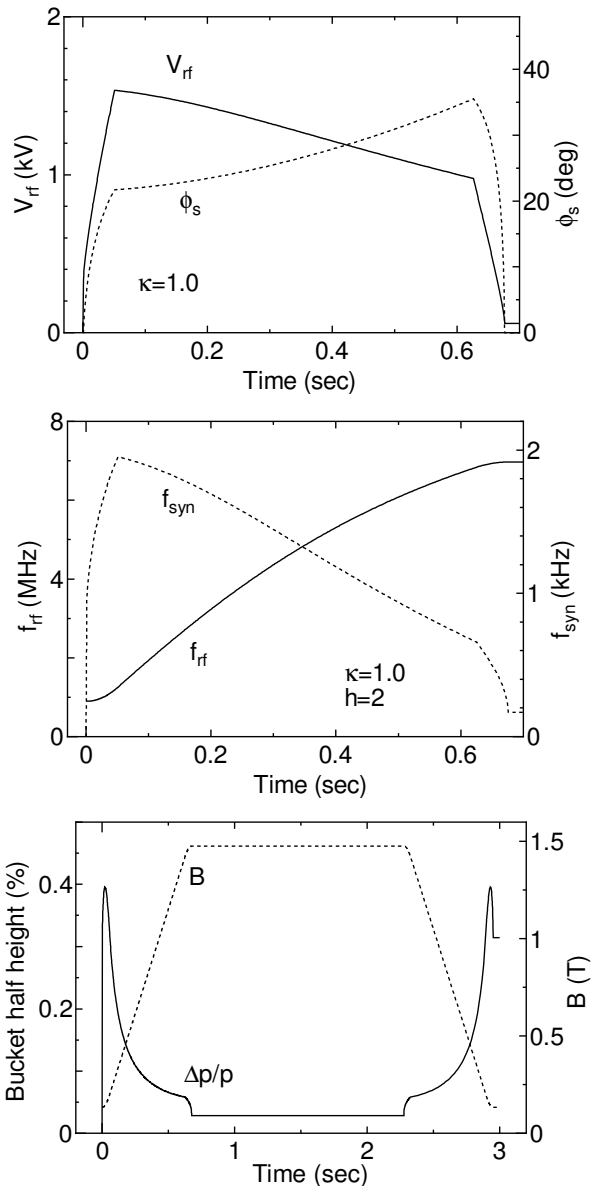 2
V_rf
40
V_rf (kV)
1
20
ϕ_s (deg)
ϕ_s
κ=1.0
0
0
0
0.2
0.4
0.6
Time (sec)
8
2
f_syn
f_rf (MHz)
4
1
f_syn (kHz)
f_rf
κ=1.0
h=2
0
0
0
0.2
0.4
0.6
Time (sec)
1.5
0.4
B
Bucket half height (%)
1
B (T)
0.2
0.5
Δp/p
0
0
0
1
2
3
Time (sec)